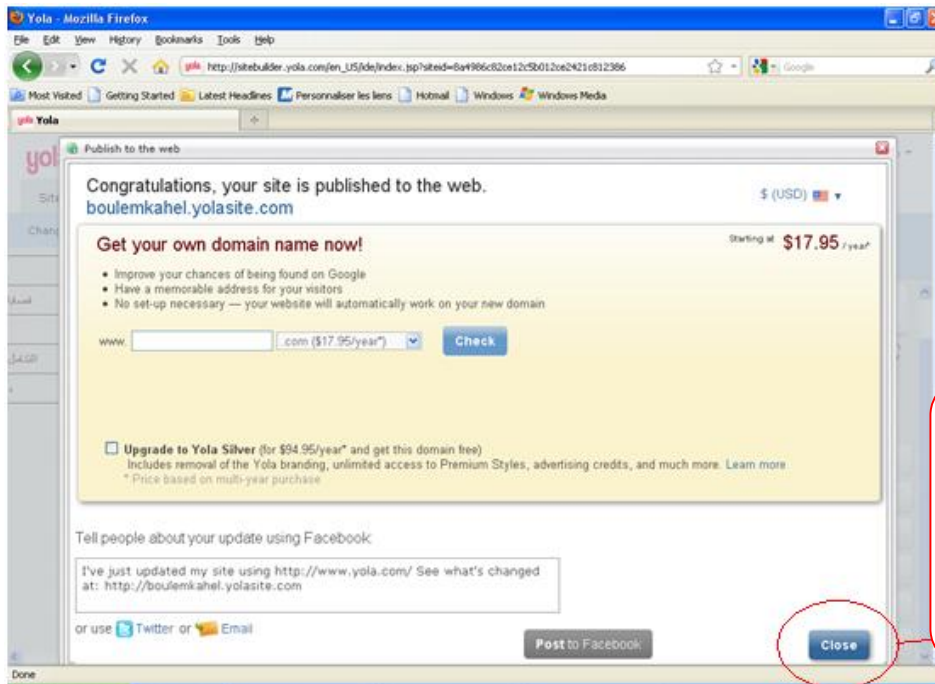 Yola - Mozilla Firefox
File Edit View History Bookmarks Tools Help
yola http://sitebuilder.yola.com/en_US/ide/index.jsp?siteid=8a4986c82ce12c5b012ce2421c812386 Google
Most Visited Getting Started Latest Headlines Personnaliser les liens Hotmail Windows Windows Media
yola Yola
Publish to the web
yol
Congratulations, your site is published to the web.
$ (USD)
boulemkahel.yolasite.com
Site
Chang
Get your own domain name now!
Starting at $17.95 / year*
• Improve your chances of being found on Google
• Have a memorable address for your visitors
• No set-up necessary — your website will automatically work on your new domain
www. .com ($17.95/year*) Check
Upgrade to Yola Silver (for $94.95/year* and get this domain free)
Includes removal of the Yola branding, unlimited access to Premium Styles, advertising credits, and much more. Learn more
* Price based on multi-year purchase
Tell people about your update using Facebook:
I've just updated my site using http://www.yola.com/ See what's changed
at: http://boulemkahel.yolasite.com
or use Twitter or Email
Post to Facebook
Close
Done